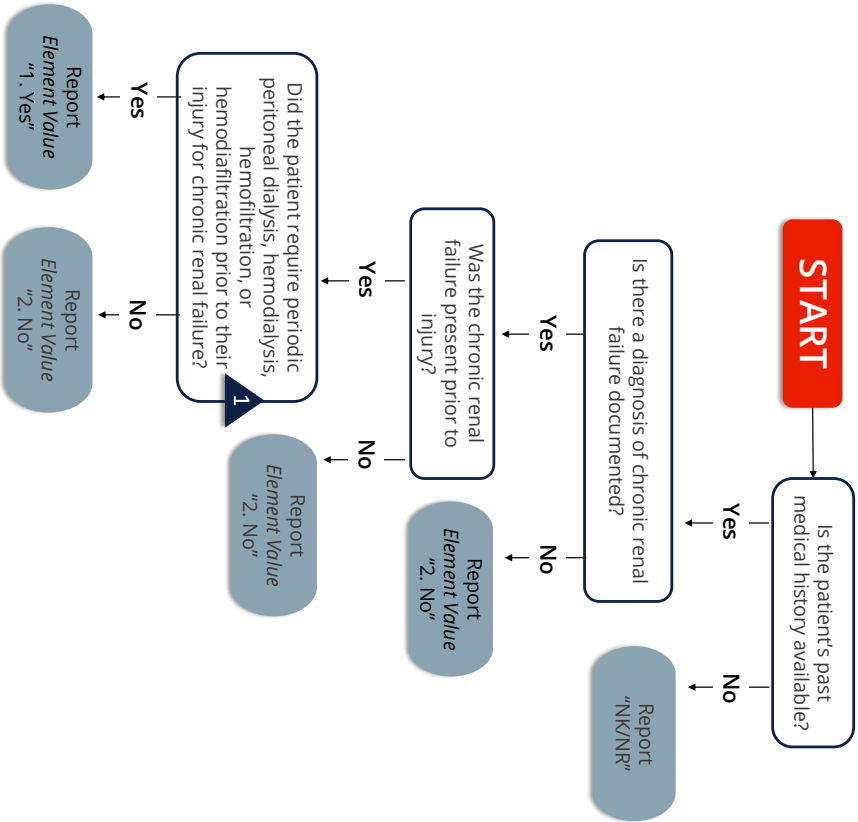 START
Is the patient's past
medical history available?
Yes
No
Report
"NK/NR"
Is there a diagnosis of chronic renal
failure documented?
Yes
No
Report
Element Value
"2. No"
Was the chronic renal
failure present prior to
injury?
Yes
No
Report
Element Value
"2. No"
Did the patient require periodic
peritoneal dialysis, hemodialysis,
hemofiltration, or
hemodiafiltration prior to their
injury for chronic renal failure?
1
Yes
No
Report
Element Value
"1. Yes"
Report
Element Value
"2. No"